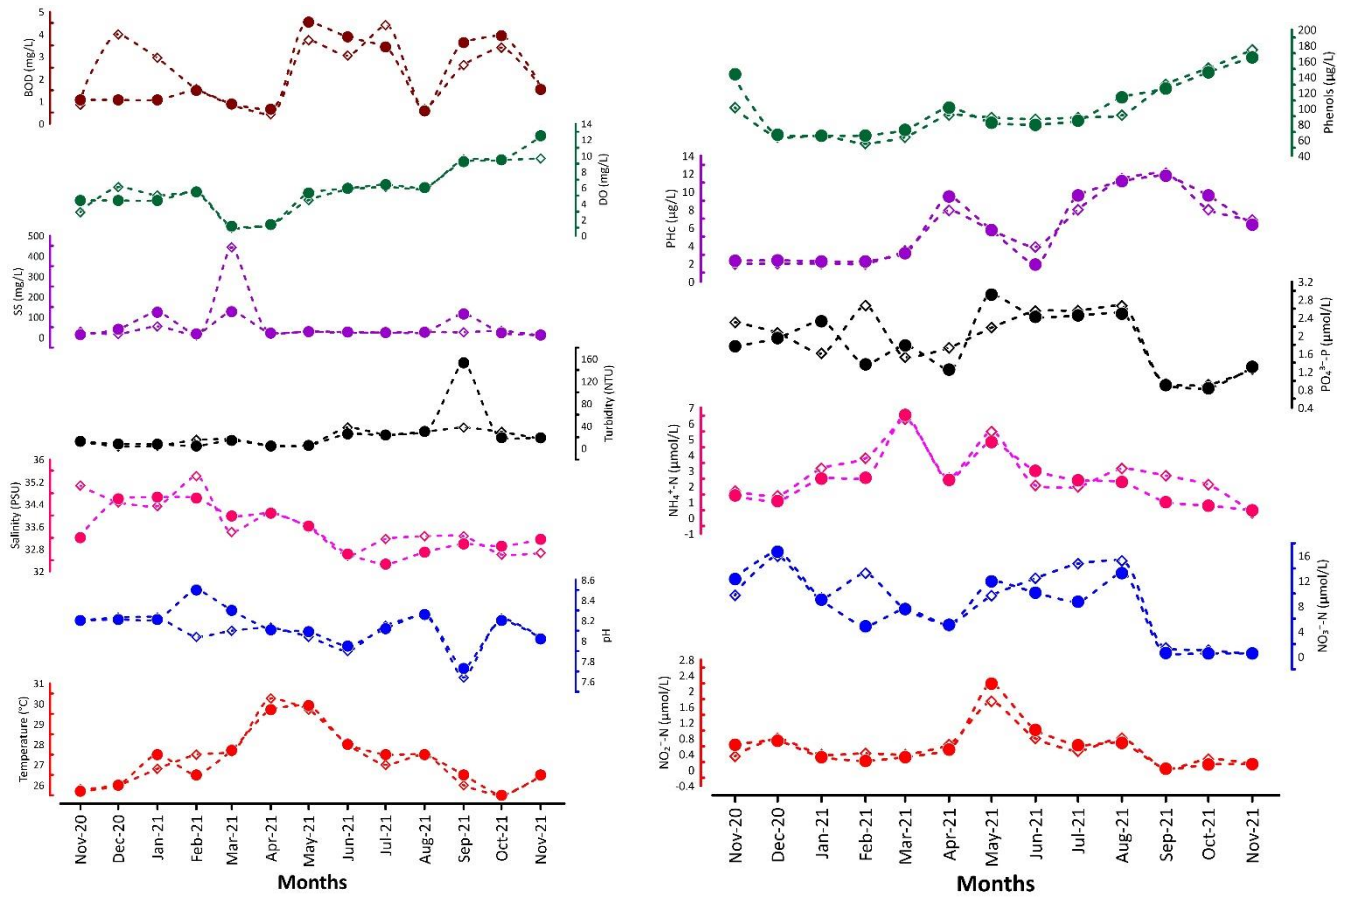 5
4
3
2
1
0
BOD (mg/L)
14
12
10
8
6
4
2
0
DO (mg/L)
500
400
300
200
100
0
SS (mg/L)
160
120
80
40
0
Turbidity (NTU)
36
35.2
34.4
33.6
32.8
32
Salinity (PSU)
8.6
8.4
8.2
8
7.8
7.6
pH
31
30
29
28
27
26
Temperature (°C)
Nov-20
Dec-20
Jan-21
Feb-21
Mar-21
Apr-21
May-21
Jun-21
Jul-21
Aug-21
Sep-21
Oct-21
Nov-21
Months
200
180
160
140
120
100
80
60
40
Phenols (µg/L)
14
12
10
8
6
4
2
0
PHc (µg/L)
3.2
2.8
2.4
2
1.6
1.2
0.8
0.4
PO₄³⁻-P (µmol/L)
7
6
5
4
3
2
1
0
-1
NH₄⁺-N (µmol/L)
16
12
8
4
0
NO₃⁻-N (µmol/L)
2.8
2.4
2
1.6
1.2
0.8
0.4
0
-0.4
NO₂⁻-N (µmol/L)
Nov-20
Dec-20
Jan-21
Feb-21
Mar-21
Apr-21
May-21
Jun-21
Jul-21
Aug-21
Sep-21
Oct-21
Nov-21
Months